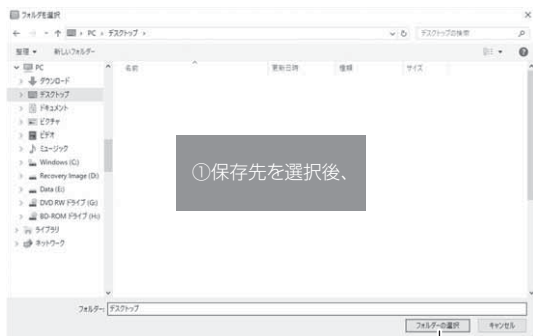 フォルダを選択
PC › デスクトップ ›
デスクトップの検索
整理 ▾ 新しいフォルダー
PC
ダウンロード
デスクトップ
ドキュメント
ピクチャ
ビデオ
ミュージック
Windows (C:)
Recovery Image (D:)
Data (E:)
DVD RW ドライブ (G:)
BD-ROM ドライブ (H:)
ライブラリ
ネットワーク
名前 更新日時 種類 サイズ
①保存先を選択後、
フォルダー: デスクトップ
フォルダーの選択 キャンセル